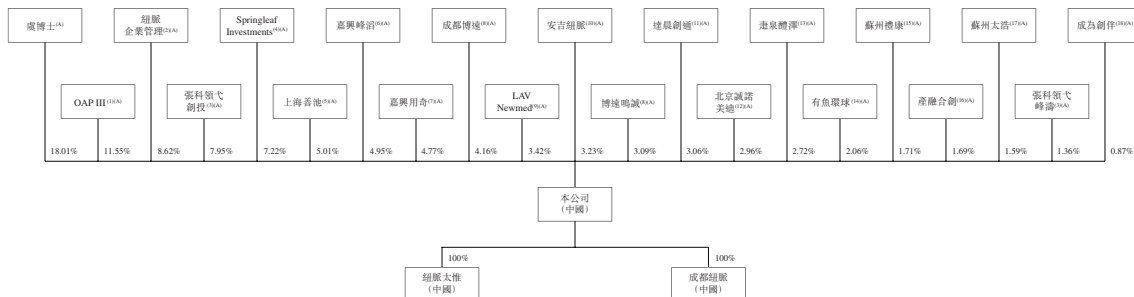 虞博士(A)
紐脈
企業管理(2)(A)
Springleaf
Investments(4)(A)
嘉興峰滔(6)(A)
成都博遠(8)(A)
安吉紐脈(10)(A)
達晨創通(11)(A)
盡泉醴澤(13)(A)
蘇州禮康(15)(A)
蘇州太浩(17)(A)
成為創伴(18)(A)
OAP III(1)(A)
張科領弋
創投(3)(A)
上海善池(5)(A)
嘉興用奇(7)(A)
LAV
Newmed(9)(A)
博遠鳴誠(8)(A)
北京誠諾
美迪(12)(A)
有魚環球(14)(A)
產融合創(16)(A)
張科領弋
峰濤(3)(A)
18.01%
11.55%
8.62%
7.95%
7.22%
5.01%
4.95%
4.77%
4.16%
3.42%
3.23%
3.09%
3.06%
2.96%
2.72%
2.06%
1.71%
1.69%
1.59%
1.36%
0.87%
本公司
(中國)
100%
100%
紐脈太惟
(中國)
成都紐脈
(中國)